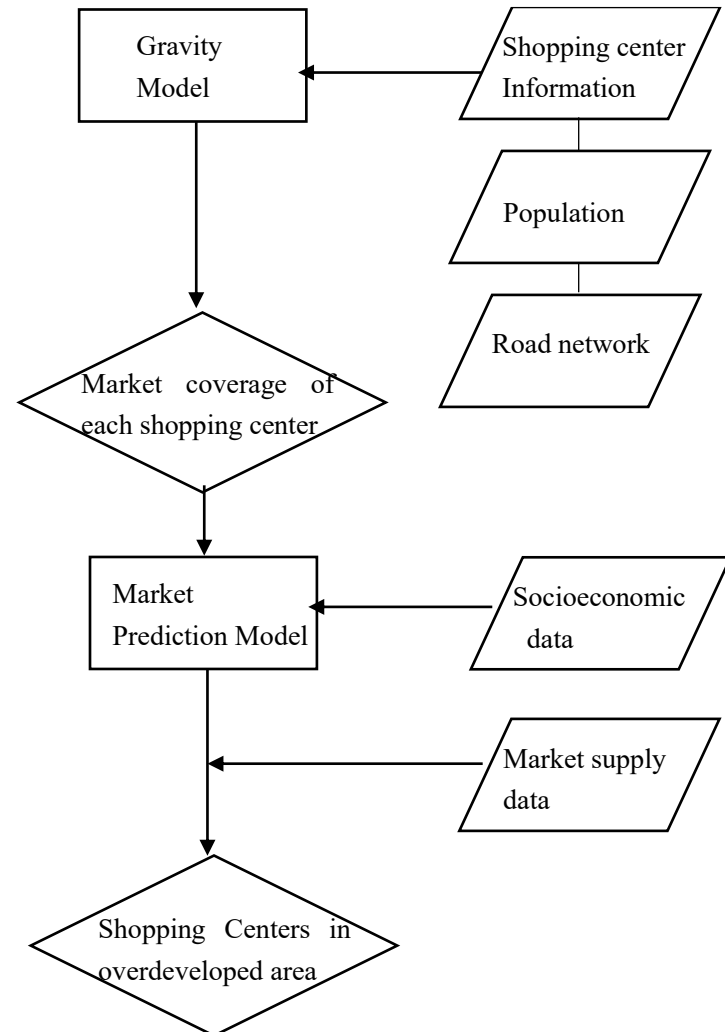 Gravity
Model
Shopping center
Information
Population
Road network
Market coverage of
each shopping center
Market
Prediction Model
Socioeconomic
data
Market supply
data
Shopping Centers in
overdeveloped area